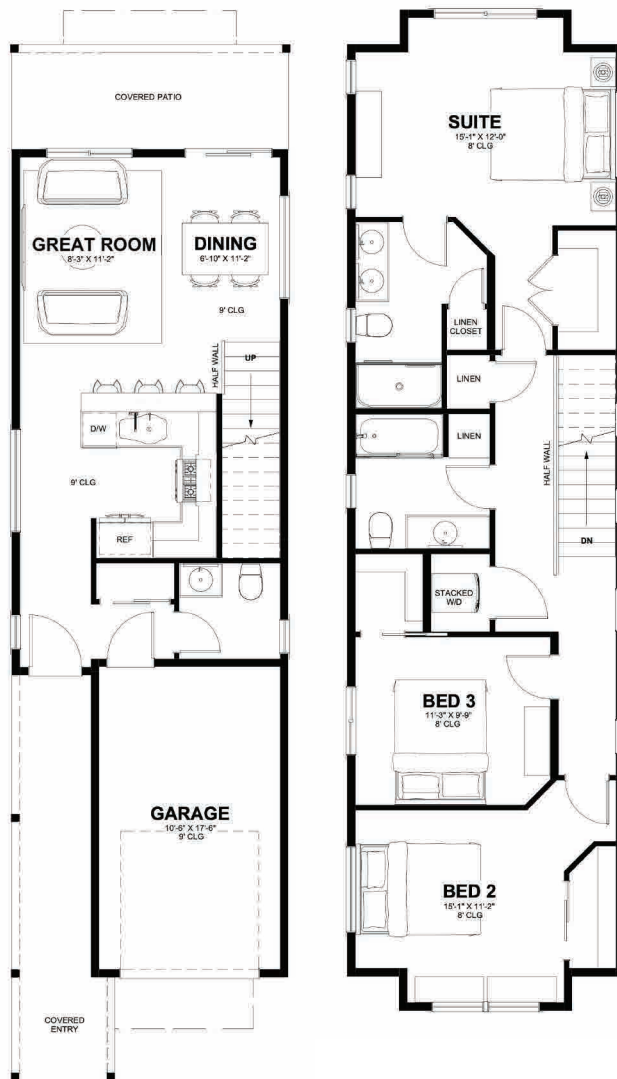 COVERED PATIO
GREAT ROOM
8'-3" X 11'-2"
DINING
6'-10" X 11'-2"
9' CLG
HALF WALL
UP
D/W
9' CLG
REF
GARAGE
10'-6" X 17'-6"
9' CLG
COVERED
ENTRY
SUITE
15'-1" X 12'-0"
8' CLG
LINEN
CLOSET
LINEN
LINEN
HALF WALL
DN
STACKED
W/D
BED 3
11'-3" X 9'-9"
8' CLG
BED 2
15'-1" X 11'-2"
8' CLG